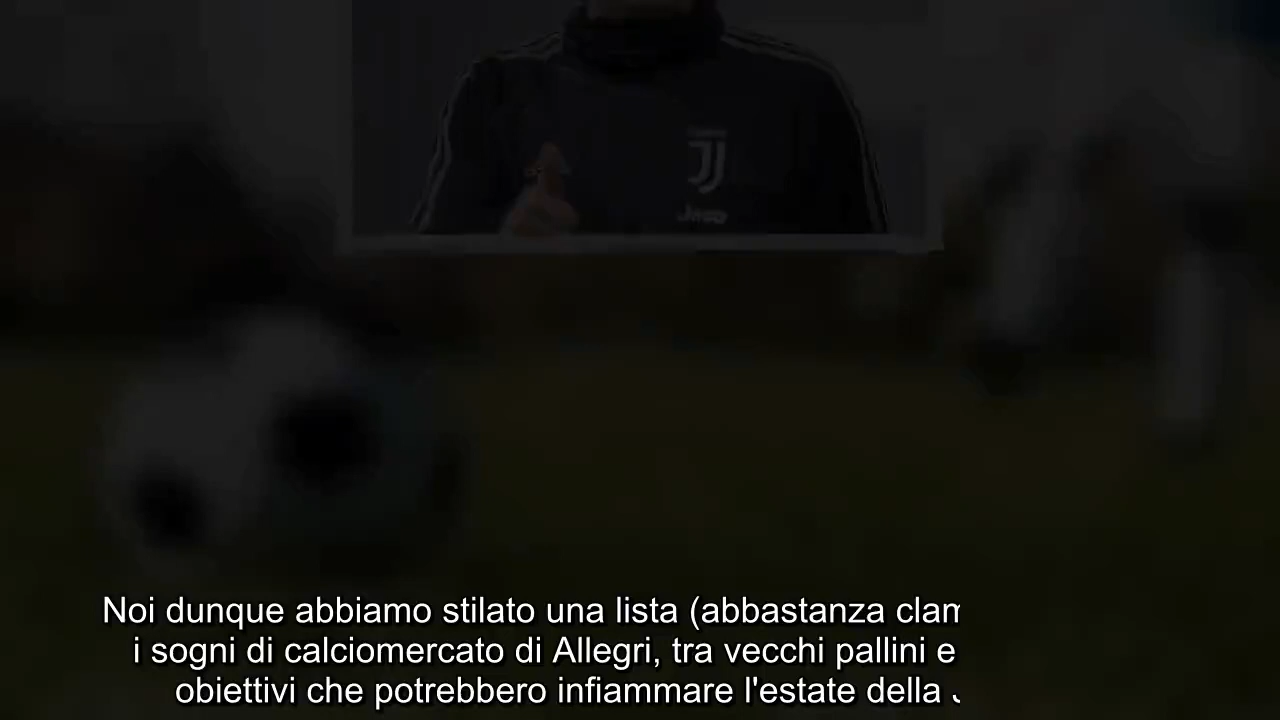 Noi dunque abbiamo stilato una lista (abbastanza
i sogni di calciomercato di Allegri, tra vecchi pallini e
obiettivi che potrebbero infiammare l'estate della